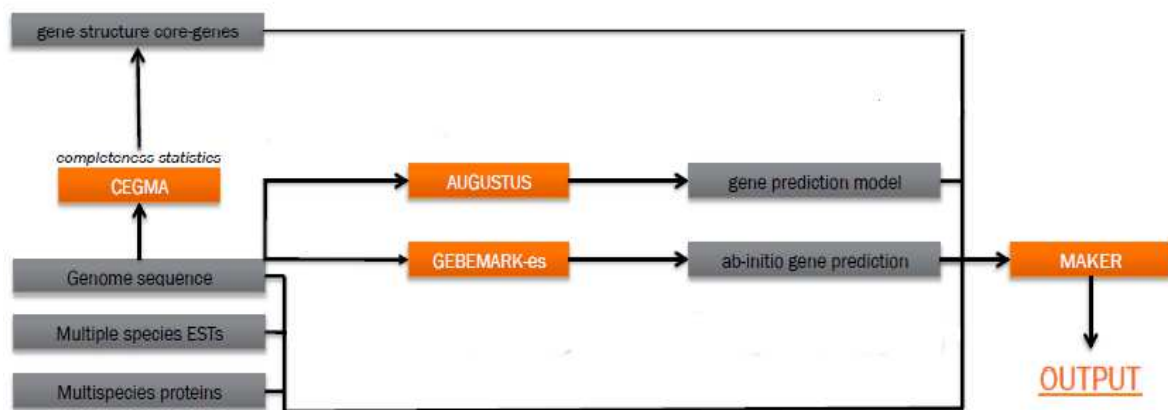 gene structure core-genes
completeness statistics
CEGMA
AUGUSTUS
gene prediction model
GEBEMARK-es
ab-initio gene prediction
MAKER
Genome sequence
Multiple species ESTs
Multispecies proteins
OUTPUT